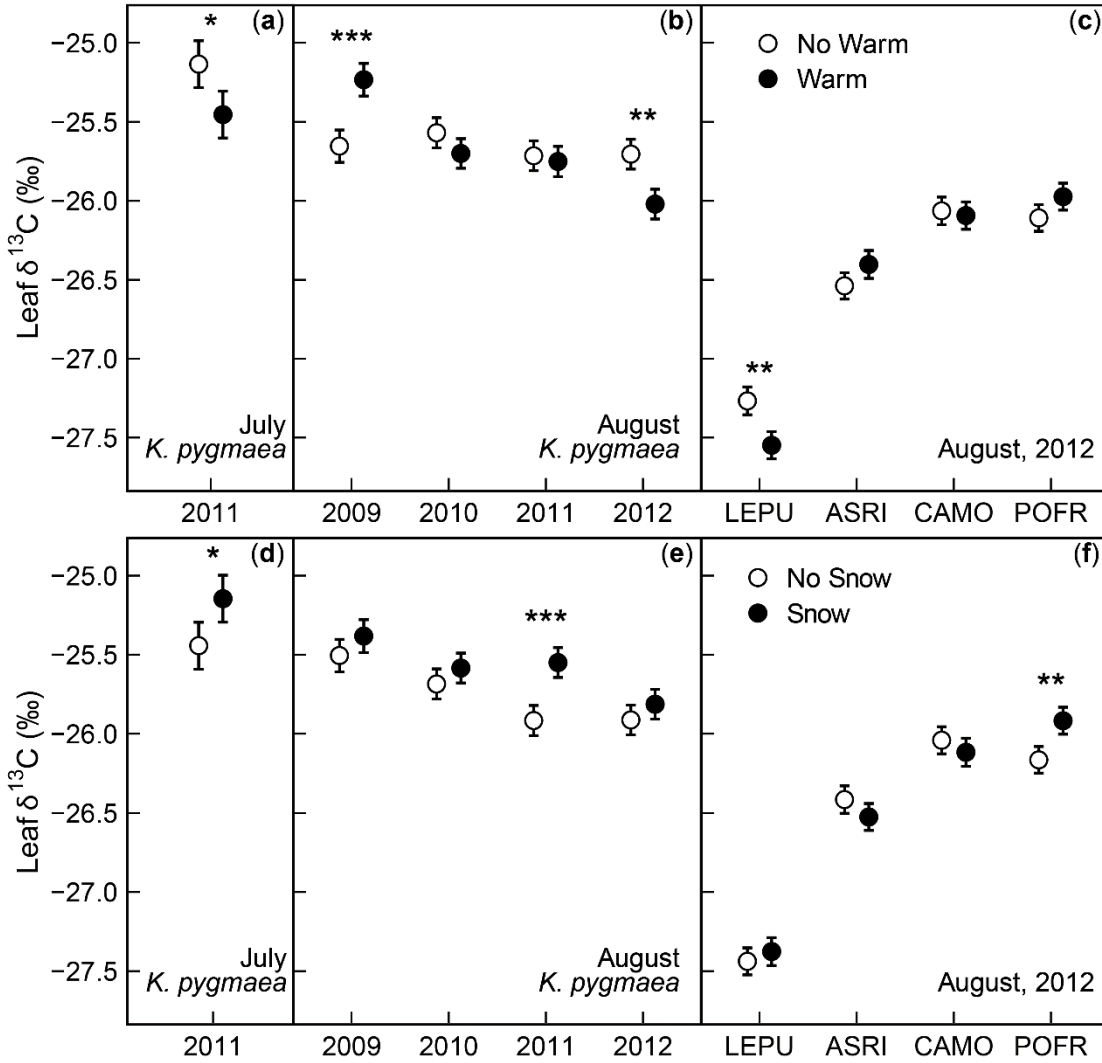 Leaf δ ¹³C (‰)
−25.0
−25.5
−26.0
−26.5
−27.0
−27.5
*
(a)
July
K. pygmaea
2011
***
**
(b)
August
K. pygmaea
2009 2010 2011 2012
(c)
No Warm
Warm
**
August, 2012
LEPU ASRI CAMO POFR
Leaf δ ¹³C (‰)
−25.0
−25.5
−26.0
−26.5
−27.0
−27.5
*
(d)
July
K. pygmaea
2011
(e)
***
August
K. pygmaea
2009 2010 2011 2012
(f)
No Snow
Snow
**
August, 2012
LEPU ASRI CAMO POFR